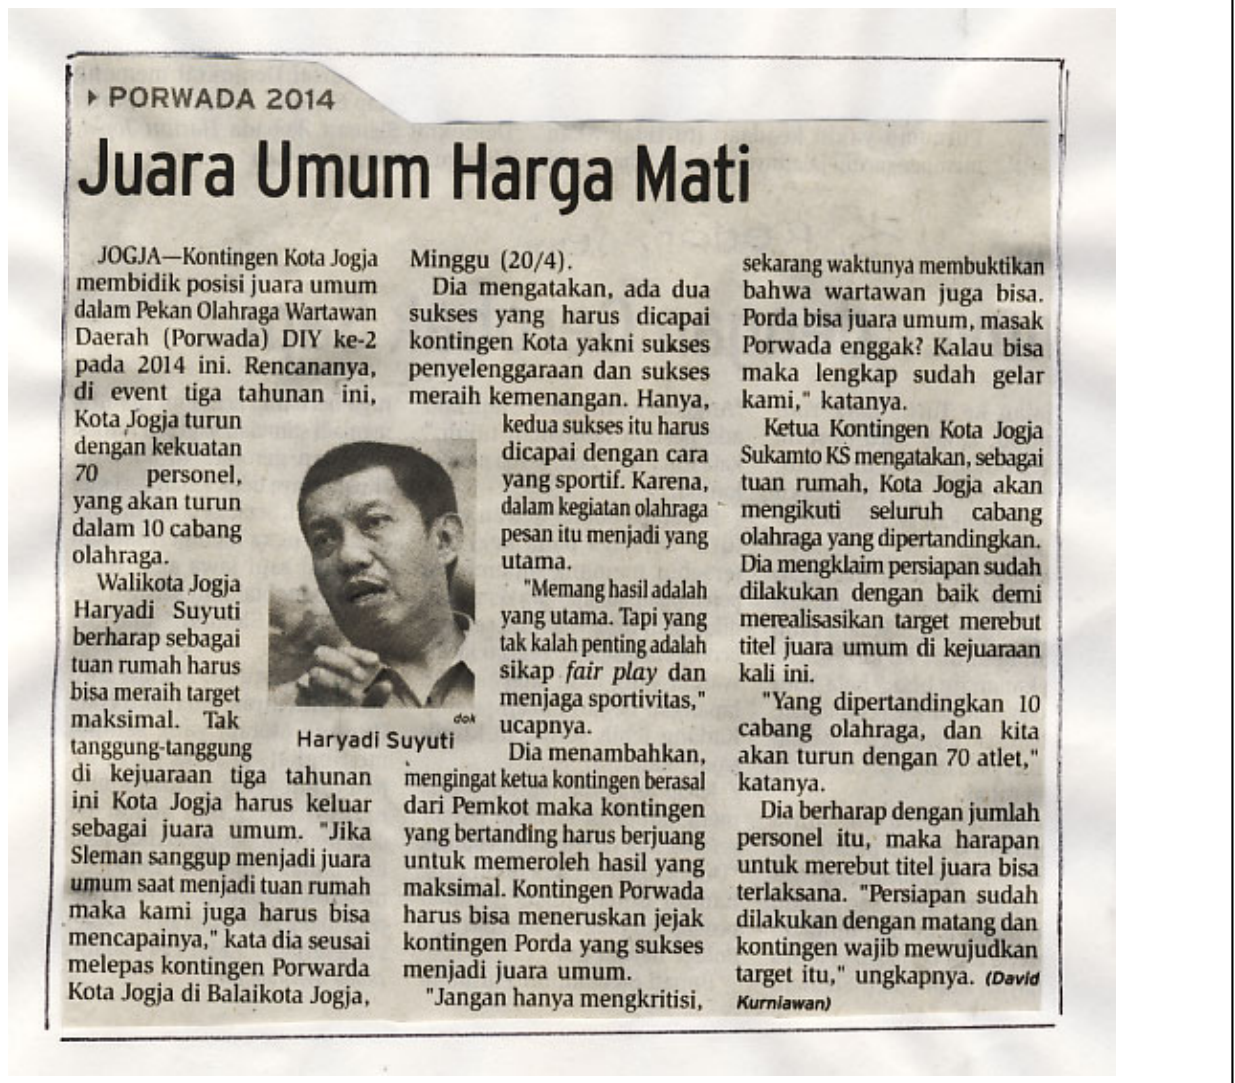 PORWADA 2014
Juara Umum Harga Mati
JOGJA—Kontingen Kota Jogja
membidik posisi juara umum
dalam Pekan Olahraga Wartawan
Daerah (Porwada) DIY ke-2
pada 2014 ini. Rencananya,
di event tiga tahunan ini,
Kota Jogja turun
dengan kekuatan
70 personel,
yang akan turun
dalam 10 cabang
olahraga.
Walikota Jogja
Haryadi Suyuti
berharap sebagai
tuan rumah harus
bisa meraih target
maksimal. Tak
tanggung-tanggung
di kejuaraan tiga tahunan
ini Kota Jogja harus keluar
sebagai juara umum. "Jika
Sleman sanggup menjadi juara
umum saat menjadi tuan rumah
maka kami juga harus bisa
mencapainya," kata dia seusai
melepas kontingen Porwarda
Kota Jogja di Balaikota Jogja,
dok
Haryadi Suyuti
Minggu (20/4).
Dia mengatakan, ada dua
sukses yang harus dicapai
kontingen Kota yakni sukses
penyelenggaraan dan sukses
meraih kemenangan. Hanya,
kedua sukses itu harus
dicapai dengan cara
yang sportif. Karena,
dalam kegiatan olahraga
pesan itu menjadi yang
utama.
"Memang hasil adalah
yang utama. Tapi yang
tak kalah penting adalah
sikap fair play dan
menjaga sportivitas,"
ucapnya.
Dia menambahkan,
mengingat ketua kontingen berasal
dari Pemkot maka kontingen
yang bertanding harus berjuang
untuk memeroleh hasil yang
maksimal. Kontingen Porwada
harus bisa meneruskan jejak
kontingen Porda yang sukses
menjadi juara umum.
"Jangan hanya mengkritisi,
sekarang waktunya membuktikan
bahwa wartawan juga bisa.
Porda bisa juara umum, masak
Porwada enggak? Kalau bisa
maka lengkap sudah gelar
kami," katanya.
Ketua Kontingen Kota Jogja
Sukamto KS mengatakan, sebagai
tuan rumah, Kota Jogja akan
mengikuti seluruh cabang
olahraga yang dipertandingkan.
Dia mengklaim persiapan sudah
dilakukan dengan baik demi
merealisasikan target merebut
titel juara umum di kejuaraan
kali ini.
"Yang dipertandingkan 10
cabang olahraga, dan kita
akan turun dengan 70 atlet,"
katanya.
Dia berharap dengan jumlah
personel itu, maka harapan
untuk merebut titel juara bisa
terlaksana. "Persiapan sudah
dilakukan dengan matang dan
kontingen wajib mewujudkan
target itu," ungkapnya. (David
Kurniawan)